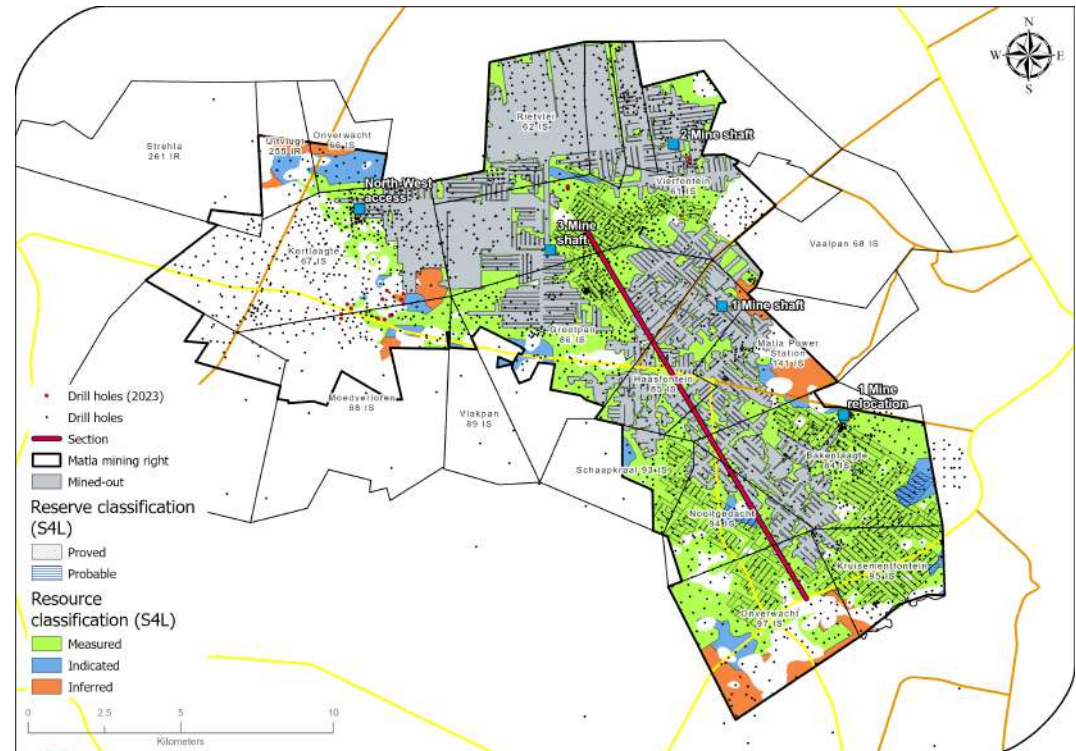 N
W
E
S
Strehla
261 IR
Uitvlugt
255 IR
Onverwacht
66 IS
Rietvlei
62 IS
2 Mine shaft
Vierfontein
61 IS
North-West
access
Kortlaagte
67 IS
3 Mine
shaft
Vaalpan 68 IS
1 Mine shaft
Grootpan
86 IS
Matla Power
Station
141 IS
Haasfontein
85 IS
1 Mine
relocation
Moedverloren
88 IS
Vlakpan
89 IS
Bakenlaagte
84 IS
Schaapkraal 93 IS
Nooitgedacht
94 IS
Kruisementfontein
95 IS
Onverwacht
97 IS
Drill holes (2023)
Drill holes
Section
Matla mining right
Mined-out
Reserve classification
(S4L)
Proved
Probable
Resource
classification (S4L)
Measured
Indicated
Inferred
0
2.5
5
10
Kilometers